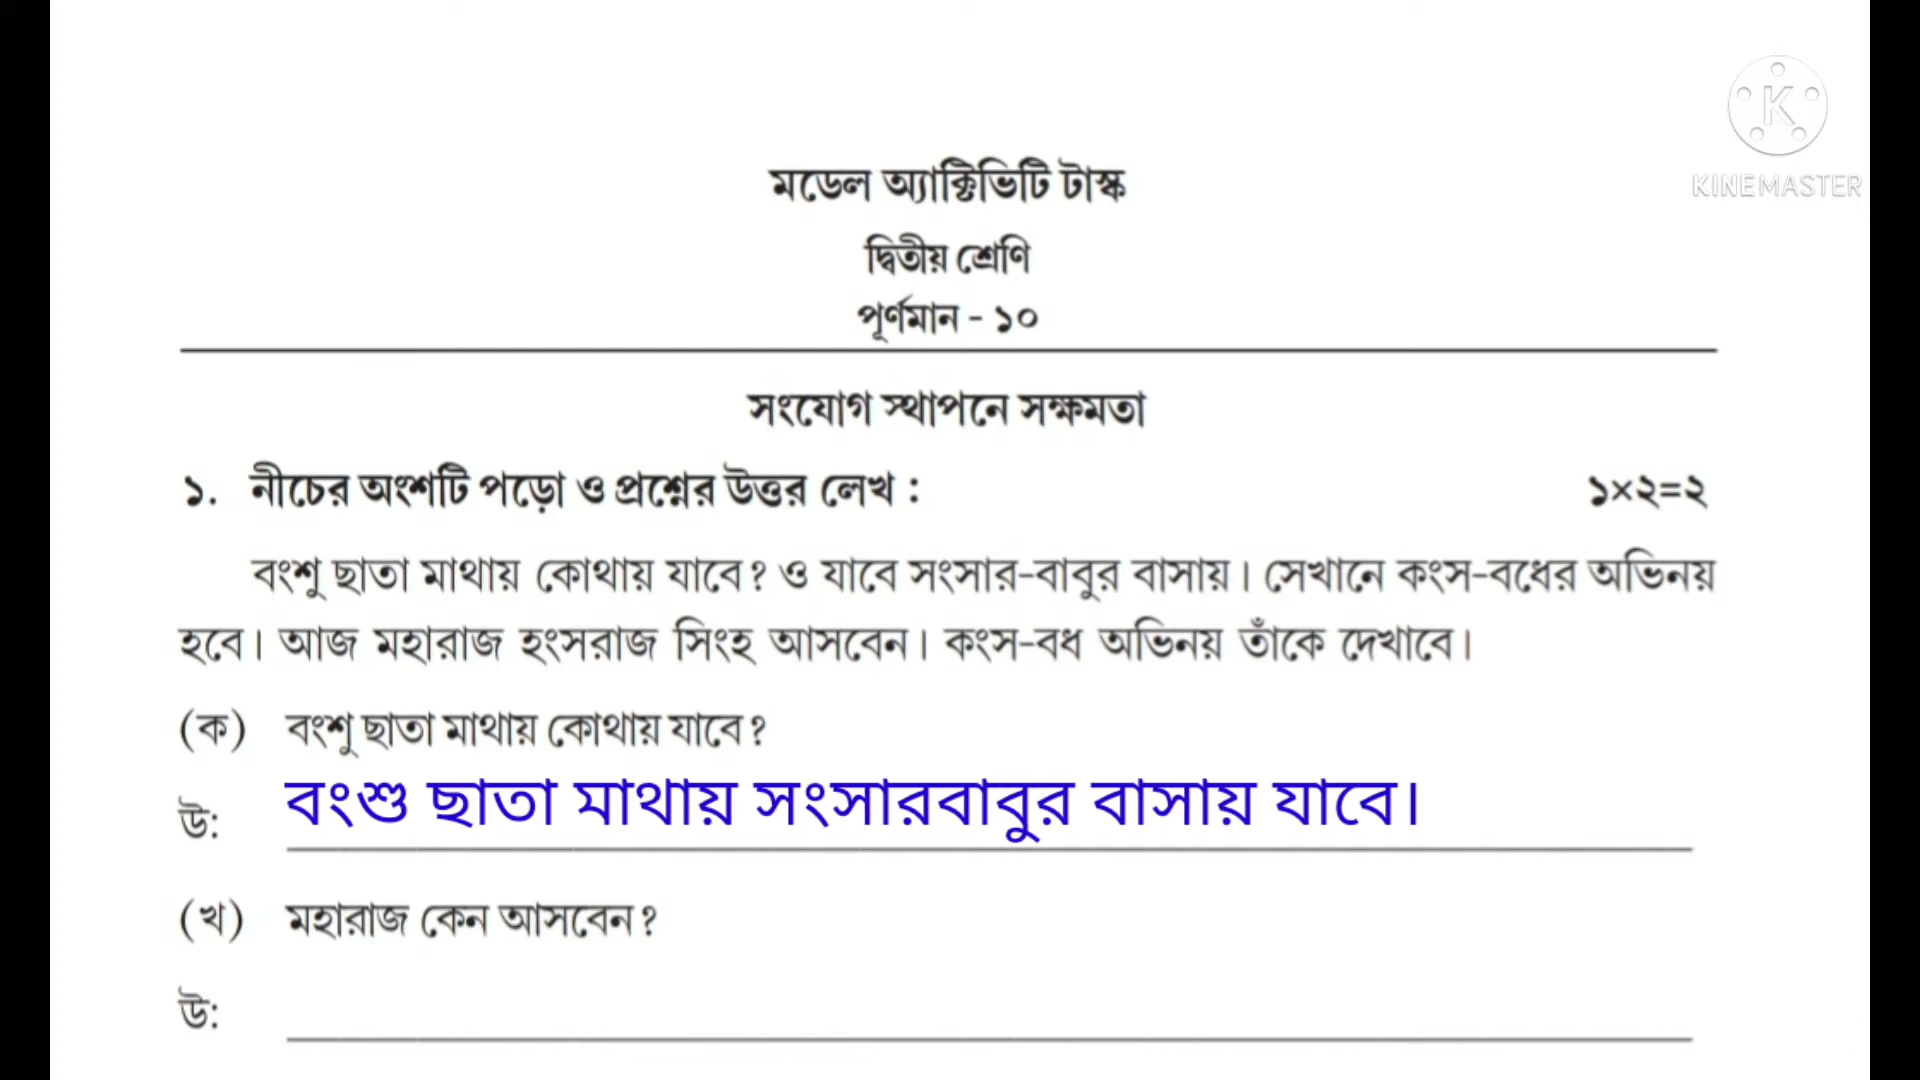 KINEMASTER
মডেল অ্যাক্টিভিটি টাস্ক
দ্বিতীয় শ্রেণি
পূর্ণমান - ১০
সংযোগ স্থাপনে সক্ষমতা
১. নীচের অংশটি পড়ো ও প্রশ্নের উত্তর লেখ : ১×২=২
বংশু ছাতা মাথায় কোথায় যাবে? ও যাবে সংসার-বাবুর বাসায়। সেখানে কংস-বধের অভিনয়
হবে। আজ মহারাজ হংসরাজ সিংহ আসবেন। কংস-বধ অভিনয় তাঁকে দেখাবে।
(ক) বংশু ছাতা মাথায় কোথায় যাবে?
উ: বংশু ছাতা মাথায় সংসারবাবুর বাসায় যাবে।
(খ) মহারাজ কেন আসবেন?
উ: